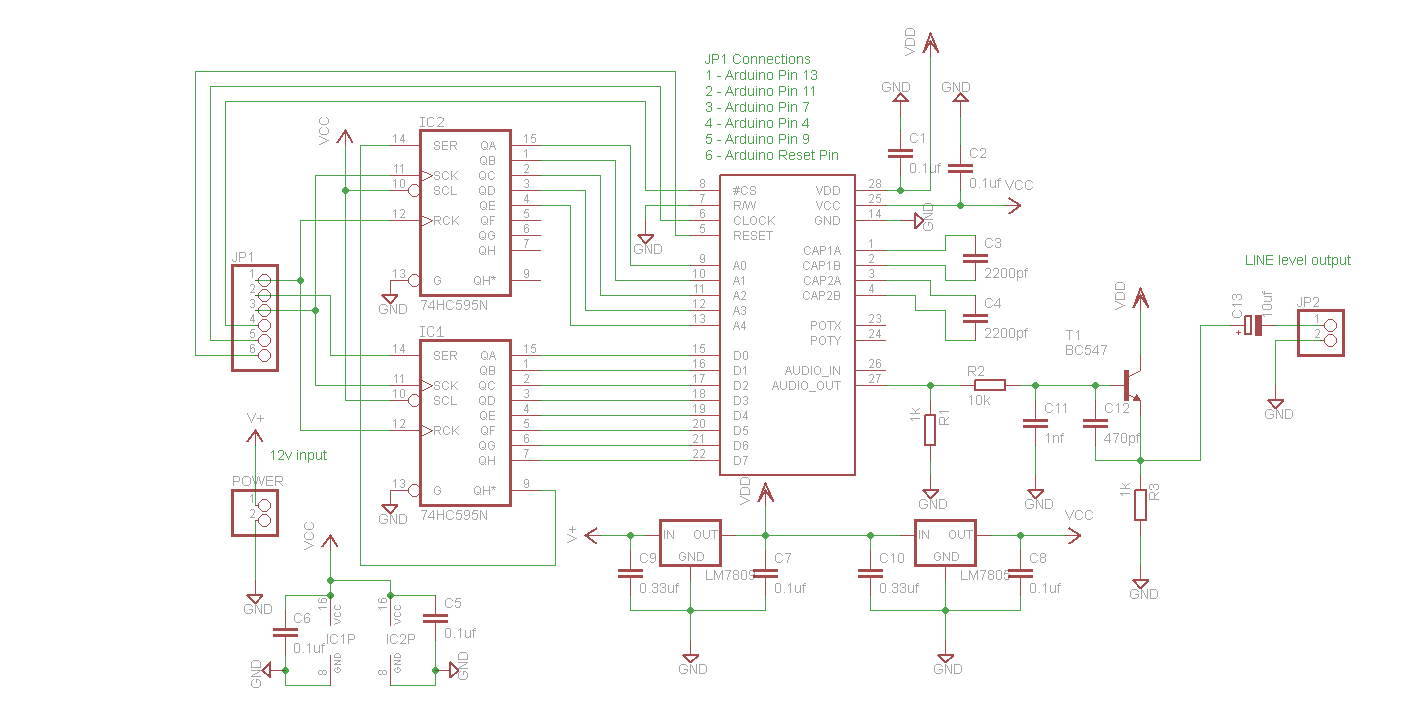 JP1 Connections
1 - Arduino Pin 13
2 - Arduino Pin 11
3 - Arduino Pin 7
4 - Arduino Pin 4
5 - Arduino Pin 9
6 - Arduino Reset Pin
VDD
GND
GND
C1
0.1uf
C2
0.1uf
VCC
VCC
IC2
14 SER QA 15
QB 1
11 SCK QC 2
10 SCL QD 3
QE 4
12 RCK QF 5
QG 6
QH 7
13 G QH* 9
GND
74HC595N
8 #CS VDD 28
7 R/W VCC 25
6 CLOCK GND 14
5 RESET
GND
GND
CAP1A 1
9 A0 CAP1B 2
10 A1 CAP2A 3
11 A2 CAP2B 4
12 A3
13 A4 POTX 23
POTY 24
15 D0
16 D1 AUDIO_IN 26
17 D2 AUDIO_OUT 27
18 D3
19 D4
20 D5
21 D6
22 D7
C3
2200pf
C4
2200pf
JP1
1
2
3
4
5
6
IC1
14 SER QA 15
QB 1
11 SCK QC 2
10 SCL QD 3
QE 4
12 RCK QF 5
QG 6
QH 7
13 G QH* 9
GND
74HC595N
LINE level output
C13
+
10uf
JP2
1
2
GND
VDD
T1
BC547
R2
10k
1k
R1
GND
C11
1nf
GND
C12
470pf
1k
R3
GND
V+
12v input
POWER
1
2
GND
VCC
C6
0.1uf
GND
16
VCC
IC1P
8
GND
16
VCC
IC2P
8
GND
C5
0.1uf
GND
VDD
V+
C9
0.33uf
IN OUT
GND
LM7809
C7
0.1uf
GND
C10
0.33uf
IN OUT
GND
LM7805
C8
0.1uf
VCC
GND